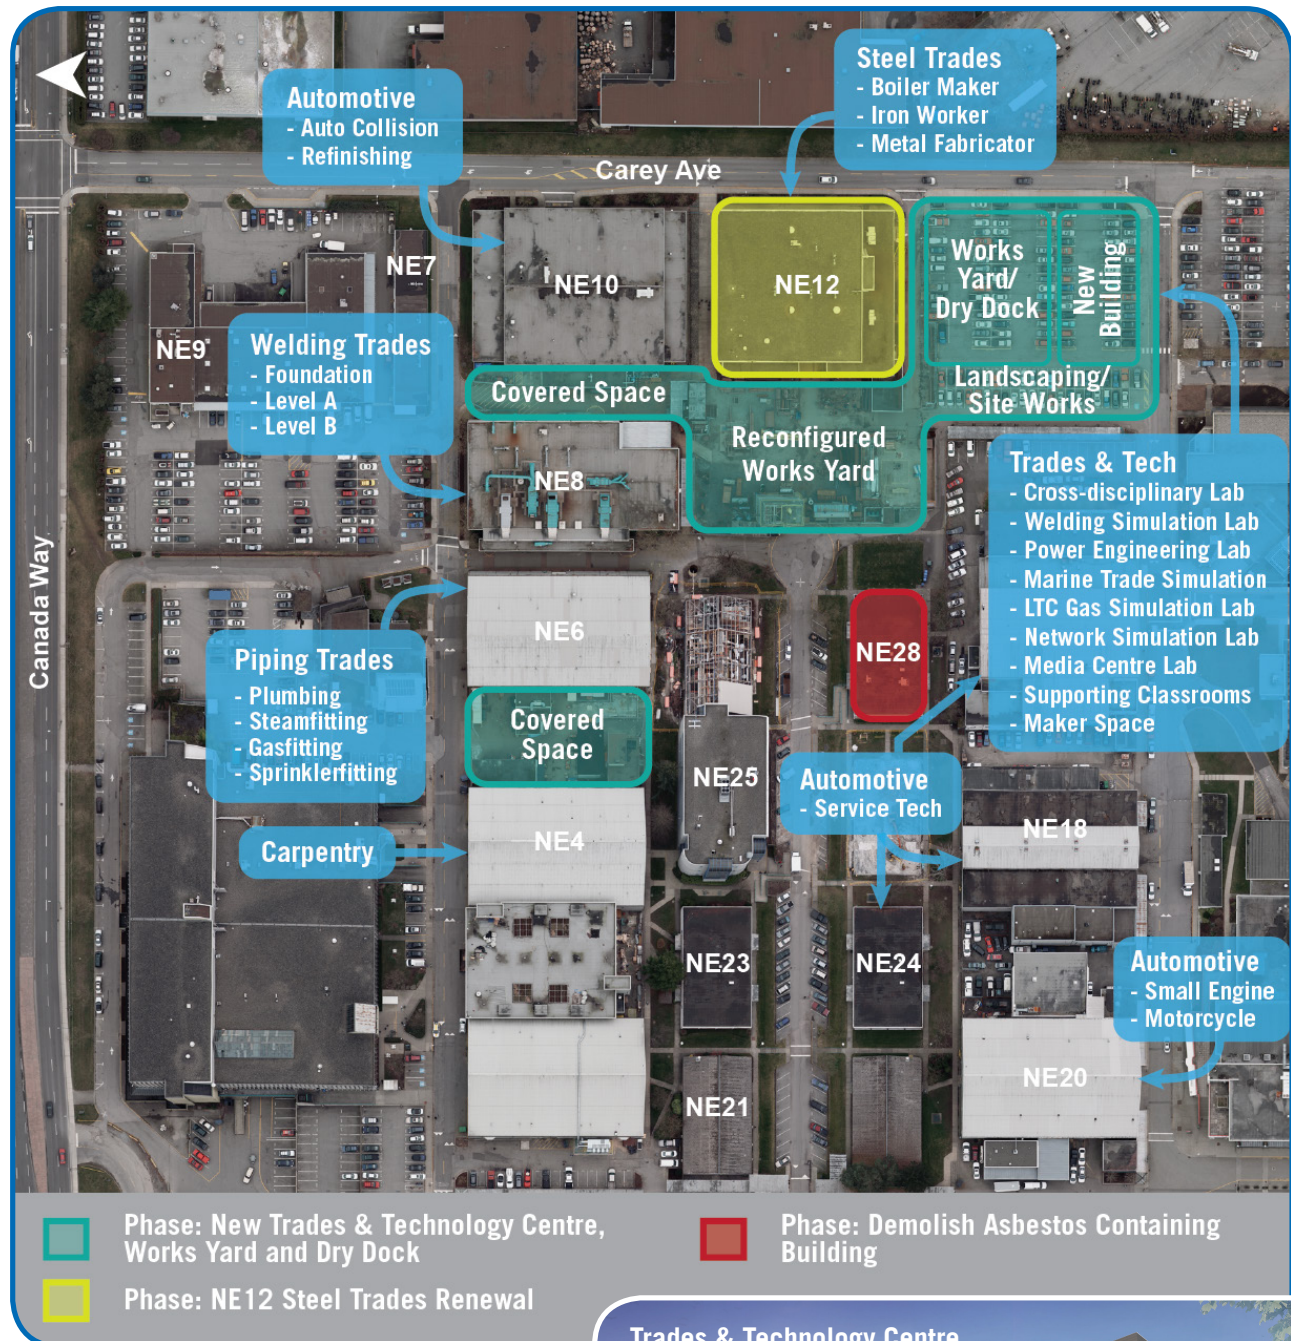 Steel Trades
- Boiler Maker
- Iron Worker
- Metal Fabricator
Automotive
- Auto Collision
- Refinishing
Carey Ave
NE7
NE10
NE12
Works
Yard/
Dry Dock
New
Building
NE9
Welding Trades
- Foundation
- Level A
- Level B
Covered Space
Landscaping/
Site Works
Reconfigured
Works Yard
NE8
Trades & Tech
- Cross-disciplinary Lab
- Welding Simulation Lab
- Power Engineering Lab
- Marine Trade Simulation
- LTC Gas Simulation Lab
- Network Simulation Lab
- Media Centre Lab
- Supporting Classrooms
- Maker Space
Canada Way
NE6
NE28
Piping Trades
- Plumbing
- Steamfitting
- Gasfitting
- Sprinklerfitting
Covered
Space
NE25
Automotive
- Service Tech
NE18
Carpentry
NE4
NE23
NE24
Automotive
- Small Engine
- Motorcycle
NE20
NE21
Phase: New Trades & Technology Centre,
Works Yard and Dry Dock
Phase: Demolish Asbestos Containing
Building
Phase: NE12 Steel Trades Renewal
Trades & Technology Centre